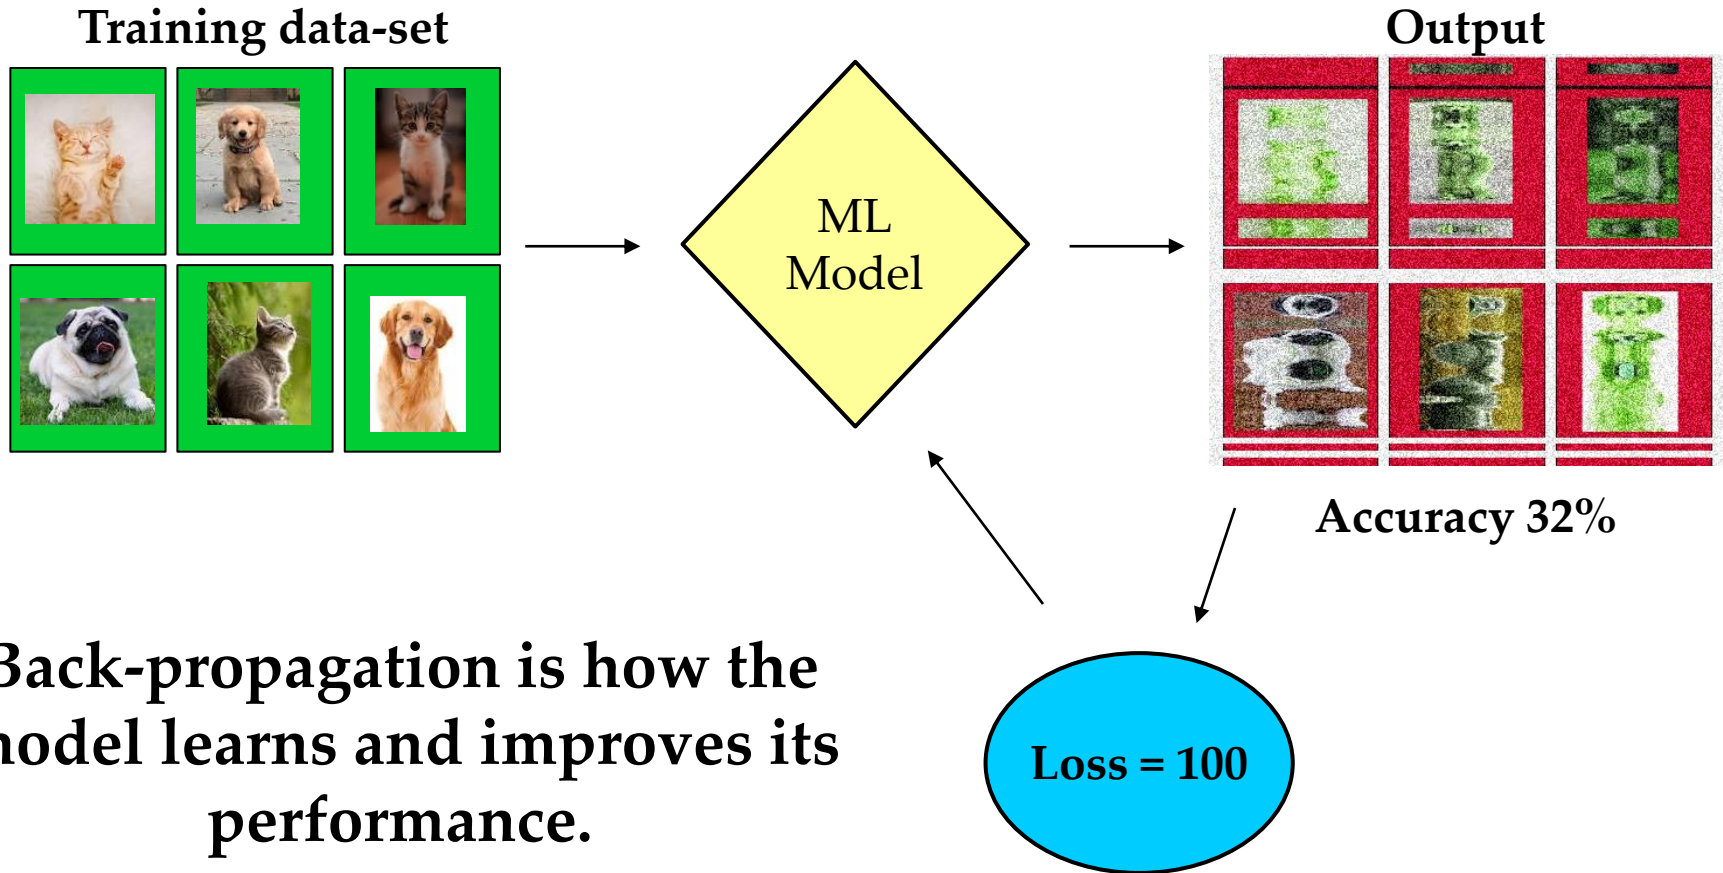 Training data-set
Output
ML
Model
Accuracy 32%
Back-propagation is how the
model learns and improves its
performance.
Loss = 100